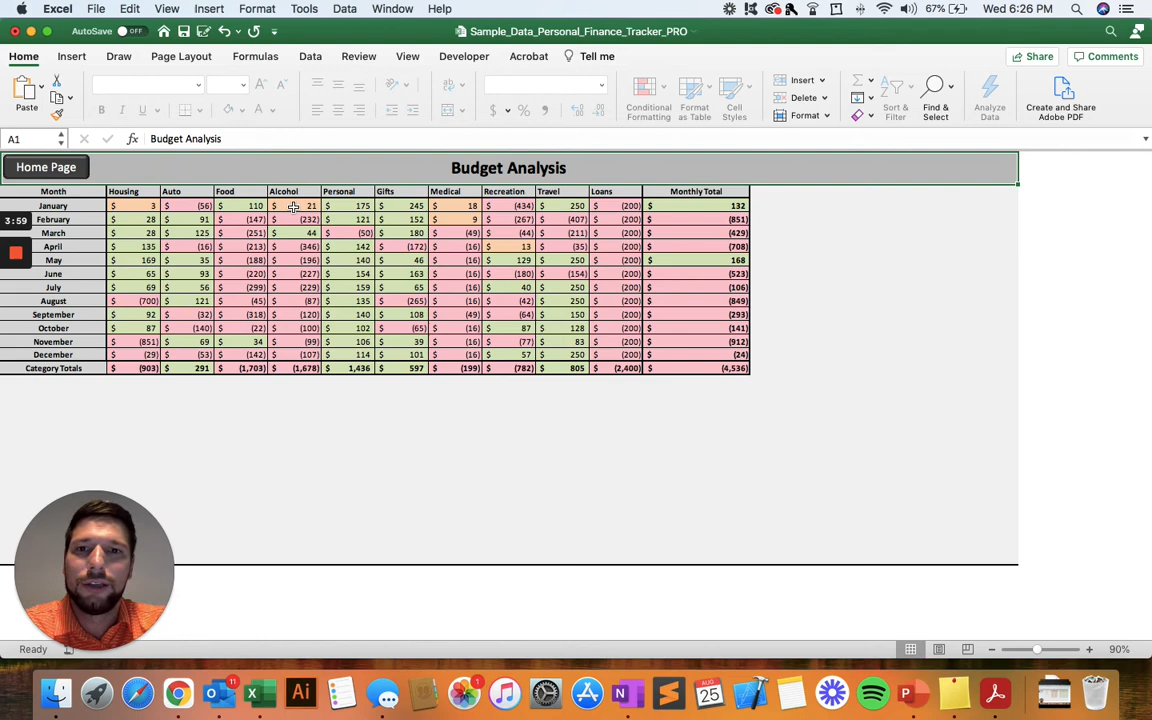 Excel File Edit View Insert Format Tools Data Window Help 67% Wed 6:26 PM
AutoSave OFF Sample_Data_Personal_Finance_Tracker_PRO
Home Insert Draw Page Layout Formulas Data Review View Developer Acrobat Tell me Share Comments
Paste B I U A A A $ % Conditional Formatting Format as Table Cell Styles Insert Delete Format Sort & Filter Find & Select Analyze Data Create and Share Adobe PDF
A1 fx Budget Analysis
Home Page Budget Analysis
Month Housing Auto Food Alcohol Personal Gifts Medical Recreation Travel Loans Monthly Total
January $ 3 $ (56) $ 110 $ 21 $ 175 $ 245 $ 18 $ (434) $ 250 $ (200) $ 132
3:59
February $ 28 $ 91 $ (147) $ (232) $ 121 $ 152 $ 9 $ (267) $ (407) $ (200) $ (851)
March $ 28 $ 125 $ (251) $ 44 $ (50) $ 180 $ (49) $ (44) $ (211) $ (200) $ (429)
April $ 135 $ (16) $ (213) $ (346) $ 142 $ (172) $ (16) $ 13 $ (35) $ (200) $ (708)
May $ 169 $ 35 $ (188) $ (196) $ 140 $ 46 $ (16) $ 129 $ 250 $ (200) $ 168
June $ 65 $ 93 $ (220) $ (227) $ 154 $ 163 $ (16) $ (180) $ (154) $ (200) $ (523)
July $ 69 $ 56 $ (299) $ (229) $ 159 $ 65 $ (16) $ 40 $ 250 $ (200) $ (106)
August $ (700) $ 121 $ (45) $ (87) $ 135 $ (265) $ (16) $ (42) $ 250 $ (200) $ (849)
September $ 92 $ (32) $ (318) $ (120) $ 140 $ 108 $ (49) $ (64) $ 150 $ (200) $ (293)
October $ 87 $ (140) $ (22) $ (100) $ 102 $ (65) $ (16) $ 87 $ 128 $ (200) $ (141)
November $ (851) $ 69 $ 34 $ (99) $ 106 $ 39 $ (16) $ (77) $ 83 $ (200) $ (912)
December $ (29) $ (53) $ (142) $ (107) $ 114 $ 101 $ (16) $ 57 $ 250 $ (200) $ (24)
Category Totals $ (903) $ 291 $ (1,703) $ (1,678) $ 1,436 $ 597 $ (199) $ (782) $ 805 $ (2,400) $ (4,536)
Ready 90%
11 Ai 1 AUG 25 P